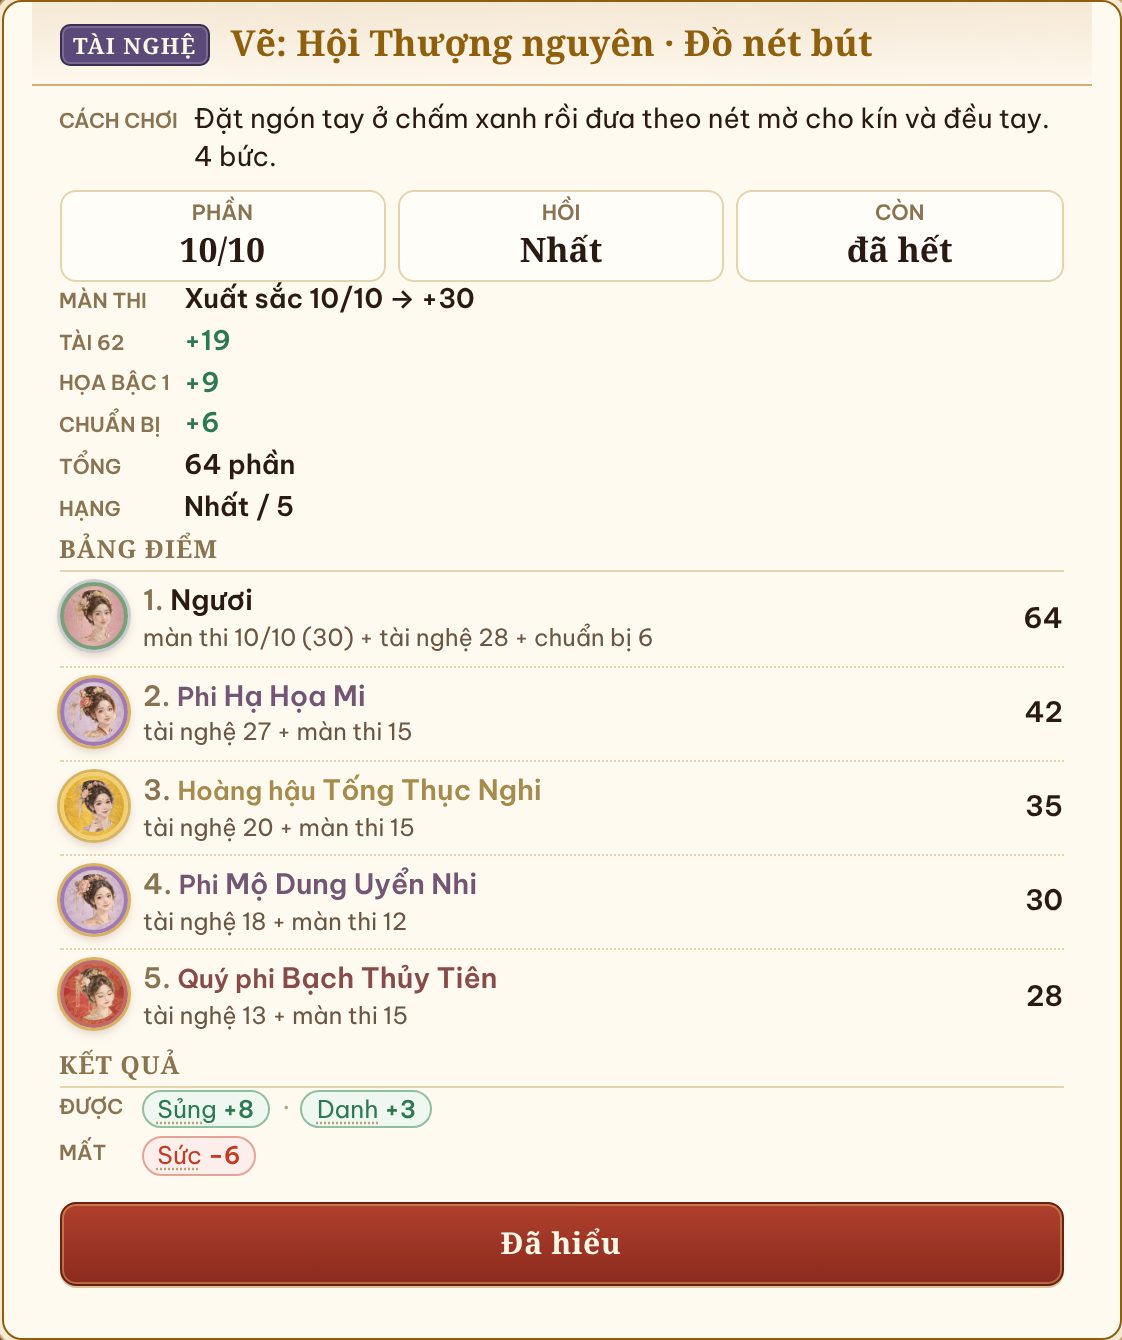 TÀI NGHỆ Vẽ: Hội Thượng nguyên · Đồ nét bút
CÁCH CHƠI Đặt ngón tay ở chấm xanh rồi đưa theo nét mờ cho kín và đều tay.
4 bức.
PHẦN HỒI CÒN
10/10 Nhất đã hết
MÀN THI Xuất sắc 10/10 → +30
TÀI 62 +19
HỌA BẬC 1 +9
CHUẨN BỊ +6
TỔNG 64 phần
HẠNG Nhất / 5
BẢNG ĐIỂM
1. Ngươi 64
màn thi 10/10 (30) + tài nghệ 28 + chuẩn bị 6
2. Phi Hạ Họa Mi 42
tài nghệ 27 + màn thi 15
3. Hoàng hậu Tống Thục Nghi 35
tài nghệ 20 + màn thi 15
4. Phi Mộ Dung Uyển Nhi 30
tài nghệ 18 + màn thi 12
5. Quý phi Bạch Thủy Tiên 28
tài nghệ 13 + màn thi 15
KẾT QUẢ
ĐƯỢC Sủng +8 · Danh +3
MẤT Sức −6
Đã hiểu